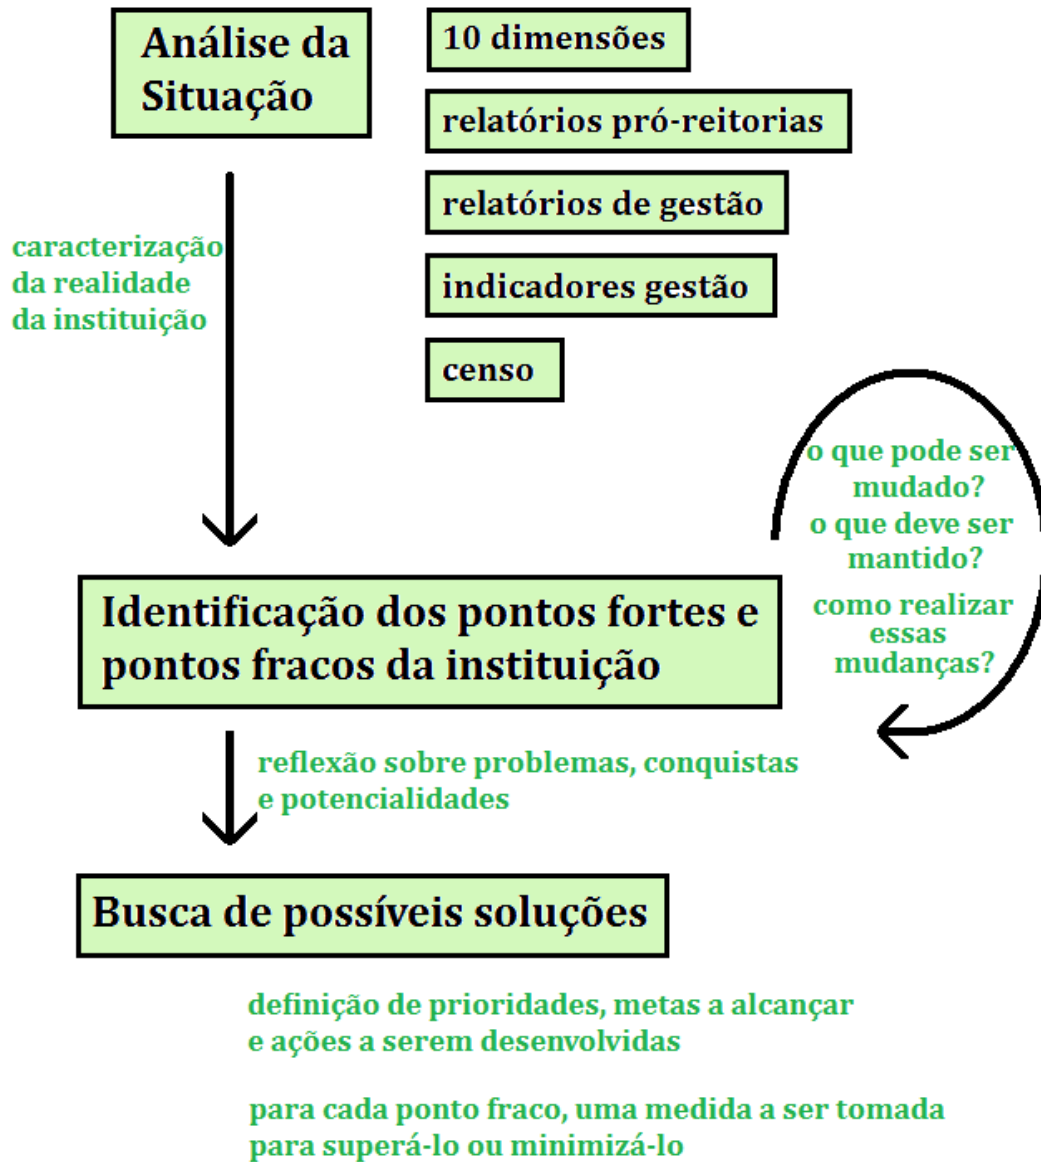 Análise da
Situação
10 dimensões
relatórios pró-reitorias
relatórios de gestão
indicadores gestão
censo
caracterização
da realidade
da instituição
o que pode ser
mudado?
o que deve ser
mantido?
como realizar
essas
mudanças?
Identificação dos pontos fortes e
pontos fracos da instituição
reflexão sobre problemas, conquistas
e potencialidades
Busca de possíveis soluções
definição de prioridades, metas a alcançar
e ações a serem desenvolvidas
para cada ponto fraco, uma medida a ser tomada
para superá-lo ou minimizá-lo